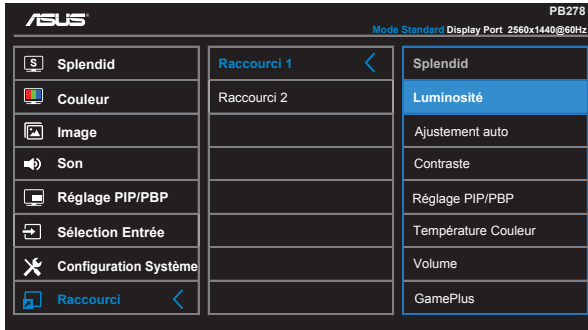 ASUS
PB278
Mode Standard Display Port 2560x1440@60Hz
S
Splendid
Couleur
Image
Son
Réglage PIP/PBP
Sélection Entrée
Configuration Système
Raccourci
Raccourci 1
Raccourci 2
Splendid
Luminosité
Ajustement auto
Contraste
Réglage PIP/PBP
Température Couleur
Volume
GamePlus